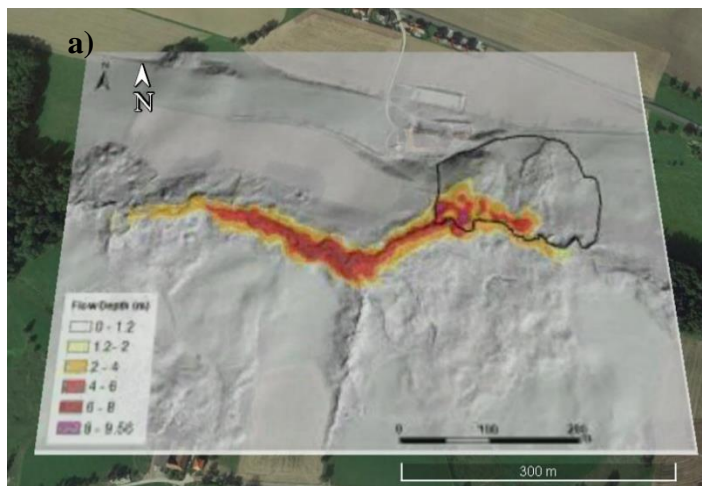 a)
N
N
Flow Depth (m)
0 - 1.2
1.2 - 2
2 - 4
4 - 6
6 - 8
8 - 9.56
0 100 200
m
300 m